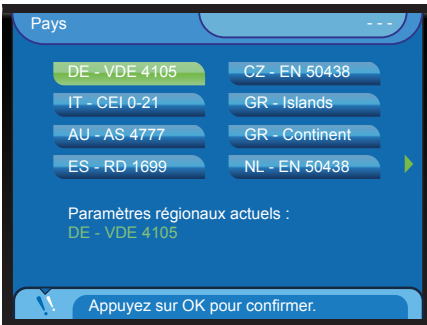 Pays
- - -
DE - VDE 4105
CZ - EN 50438
IT - CEI 0-21
GR - Islands
AU - AS 4777
GR - Continent
ES - RD 1699
NL - EN 50438
Paramètres régionaux actuels :
DE - VDE 4105
Appuyez sur OK pour confirmer.